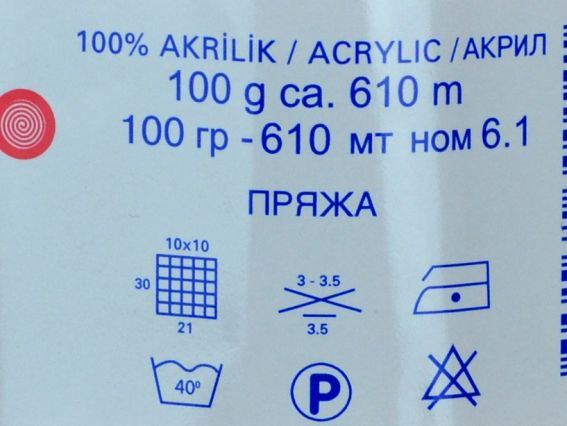 100% AKRİLİK / ACRYLIC / АКРИЛ
100 g ca. 610 m
100 гр - 610 мт ном 6.1
ПРЯЖА
10x10
30
21
3 - 3.5
3.5
40º
P